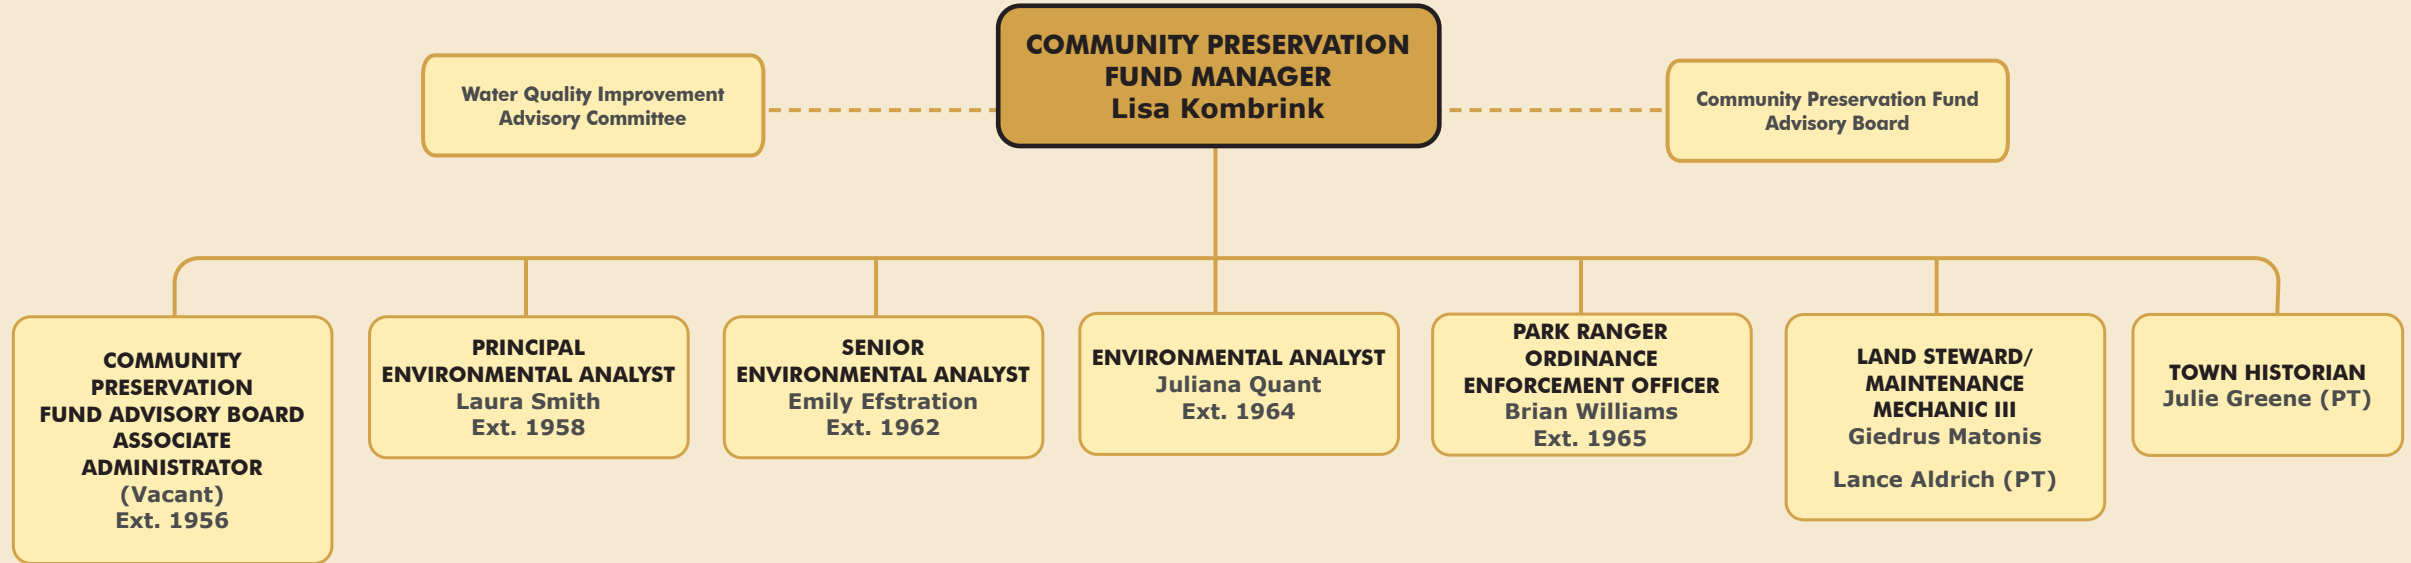 COMMUNITY PRESERVATION
FUND MANAGER
Lisa Kombrink
Water Quality Improvement
Advisory Committee
Community Preservation Fund
Advisory Board
COMMUNITY
PRESERVATION
FUND ADVISORY BOARD
ASSOCIATE
ADMINISTRATOR
(Vacant)
Ext. 1956
PRINCIPAL
ENVIRONMENTAL ANALYST
Laura Smith
Ext. 1958
SENIOR
ENVIRONMENTAL ANALYST
Emily Efstration
Ext. 1962
ENVIRONMENTAL ANALYST
Juliana Quant
Ext. 1964
PARK RANGER
ORDINANCE
ENFORCEMENT OFFICER
Brian Williams
Ext. 1965
LAND STEWARD/
MAINTENANCE
MECHANIC III
Giedrus Matonis
Lance Aldrich (PT)
TOWN HISTORIAN
Julie Greene (PT)